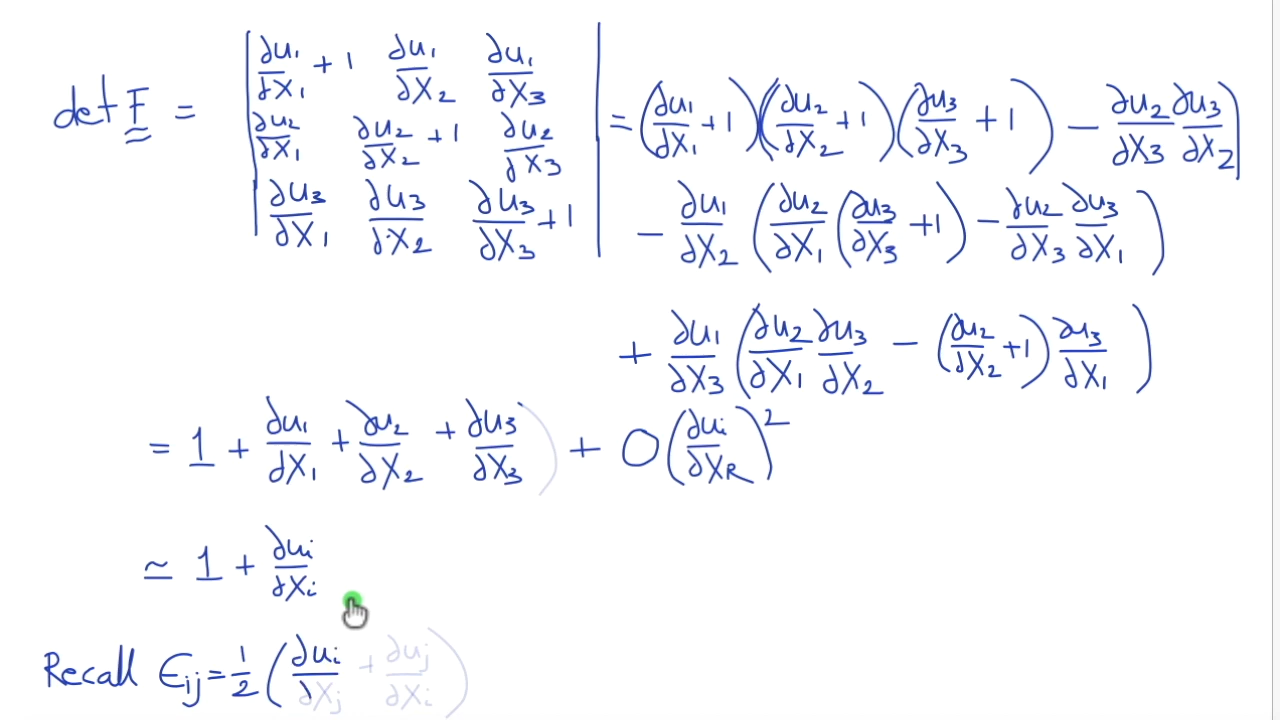 det F = | ∂u₁/∂X₁ + 1   ∂u₁/∂X₂   ∂u₁/∂X₃ |
| ∂u₂/∂X₁   ∂u₂/∂X₂ + 1   ∂u₂/∂X₃ |
| ∂u₃/∂X₁   ∂u₃/∂X₂   ∂u₃/∂X₃ + 1 |
= (∂u₁/∂X₁ + 1)((∂u₂/∂X₂ + 1)(∂u₃/∂X₃ + 1) − ∂u₂/∂X₃ ∂u₃/∂X₂)
− ∂u₁/∂X₂ (∂u₂/∂X₁ (∂u₃/∂X₃ + 1) − ∂u₂/∂X₃ ∂u₃/∂X₁)
+ ∂u₁/∂X₃ (∂u₂/∂X₁ ∂u₃/∂X₂ − (∂u₂/∂X₂ + 1) ∂u₃/∂X₁)
= 1 + ∂u₁/∂X₁ + ∂u₂/∂X₂ + ∂u₃/∂X₃) + O(∂uᵢ/∂X_R)²
≃ 1 + ∂uᵢ/∂Xᵢ
Recall ϵᵢⱼ = 1/2 (∂uᵢ/∂Xⱼ + ∂uⱼ/∂Xᵢ)